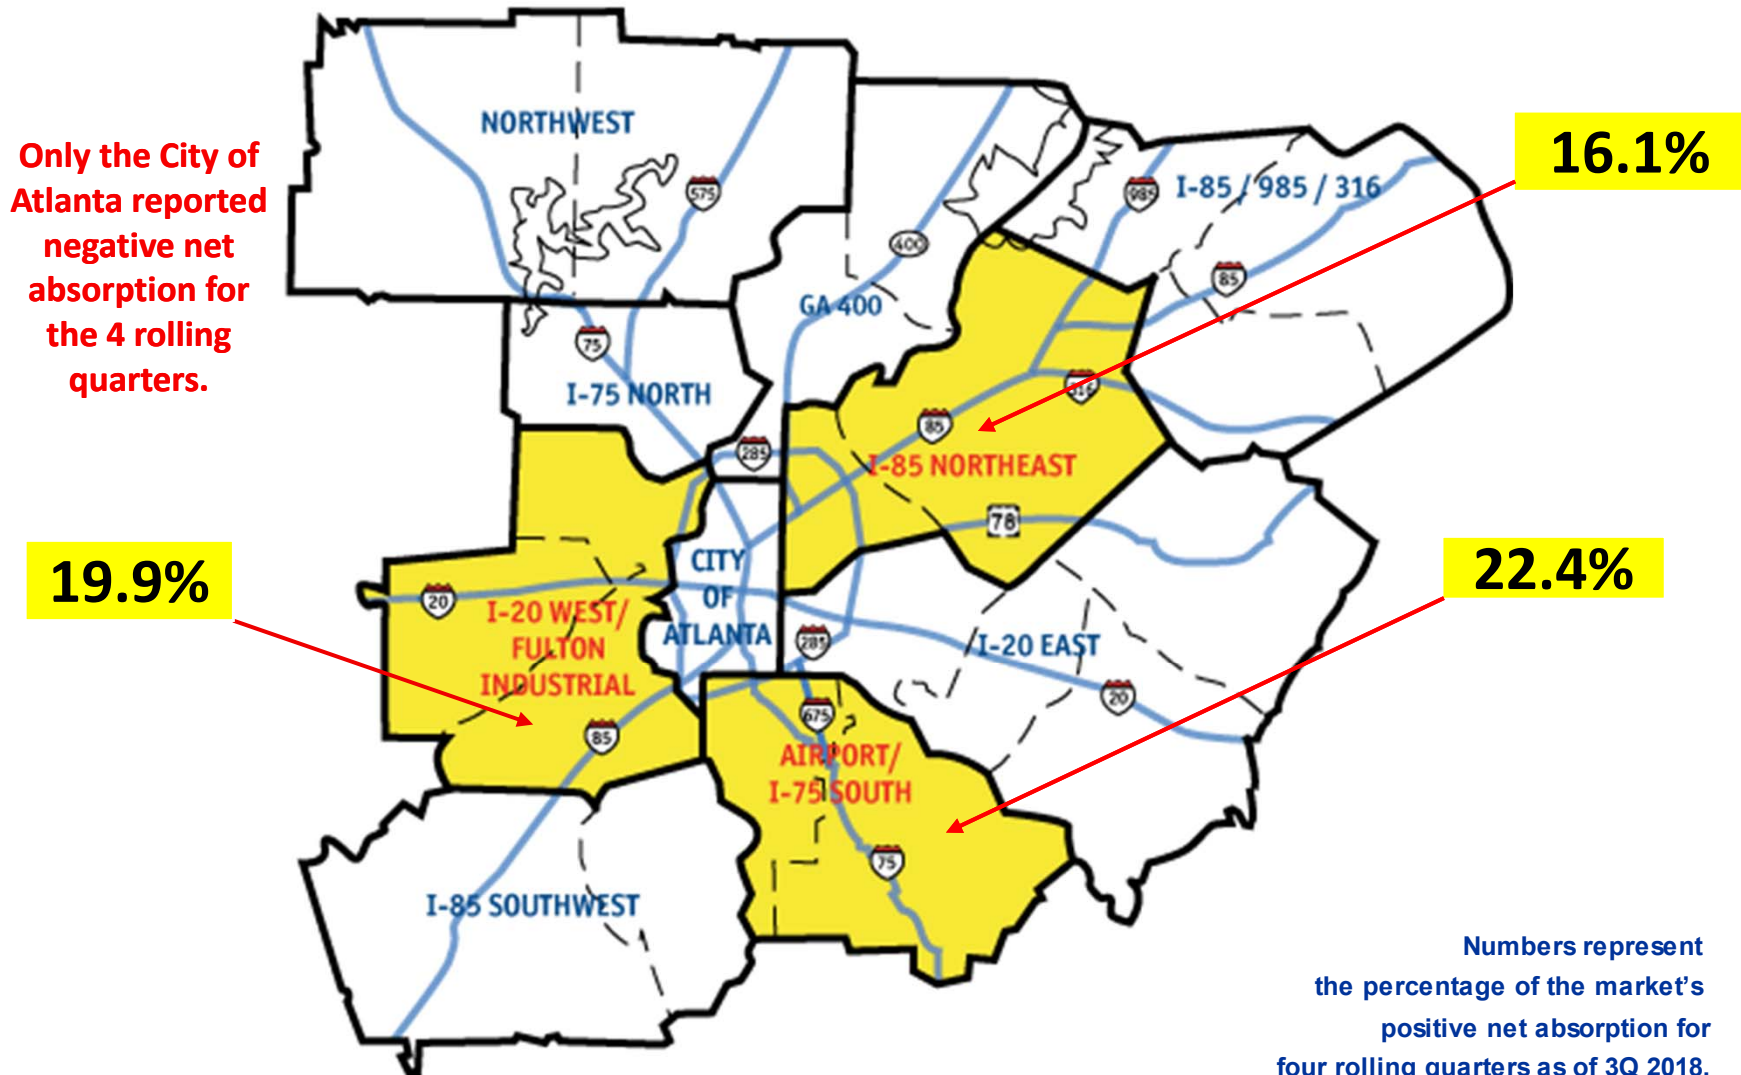 Only the City of
Atlanta reported
negative net
absorption for
the 4 rolling
quarters.
NORTHWEST
575
985
I-85 / 985 / 316
16.1%
400
85
GA 400
75
I-75 NORTH
316
85
285
I-85 NORTHEAST
78
19.9%
CITY
OF
ATLANTA
22.4%
20
I-20 WEST/
FULTON
INDUSTRIAL
285
I-20 EAST
20
675
85
AIRPORT/
I-75 SOUTH
75
I-85 SOUTHWEST
Numbers represent
the percentage of the market's
positive net absorption for
four rolling quarters as of 3Q 2018.